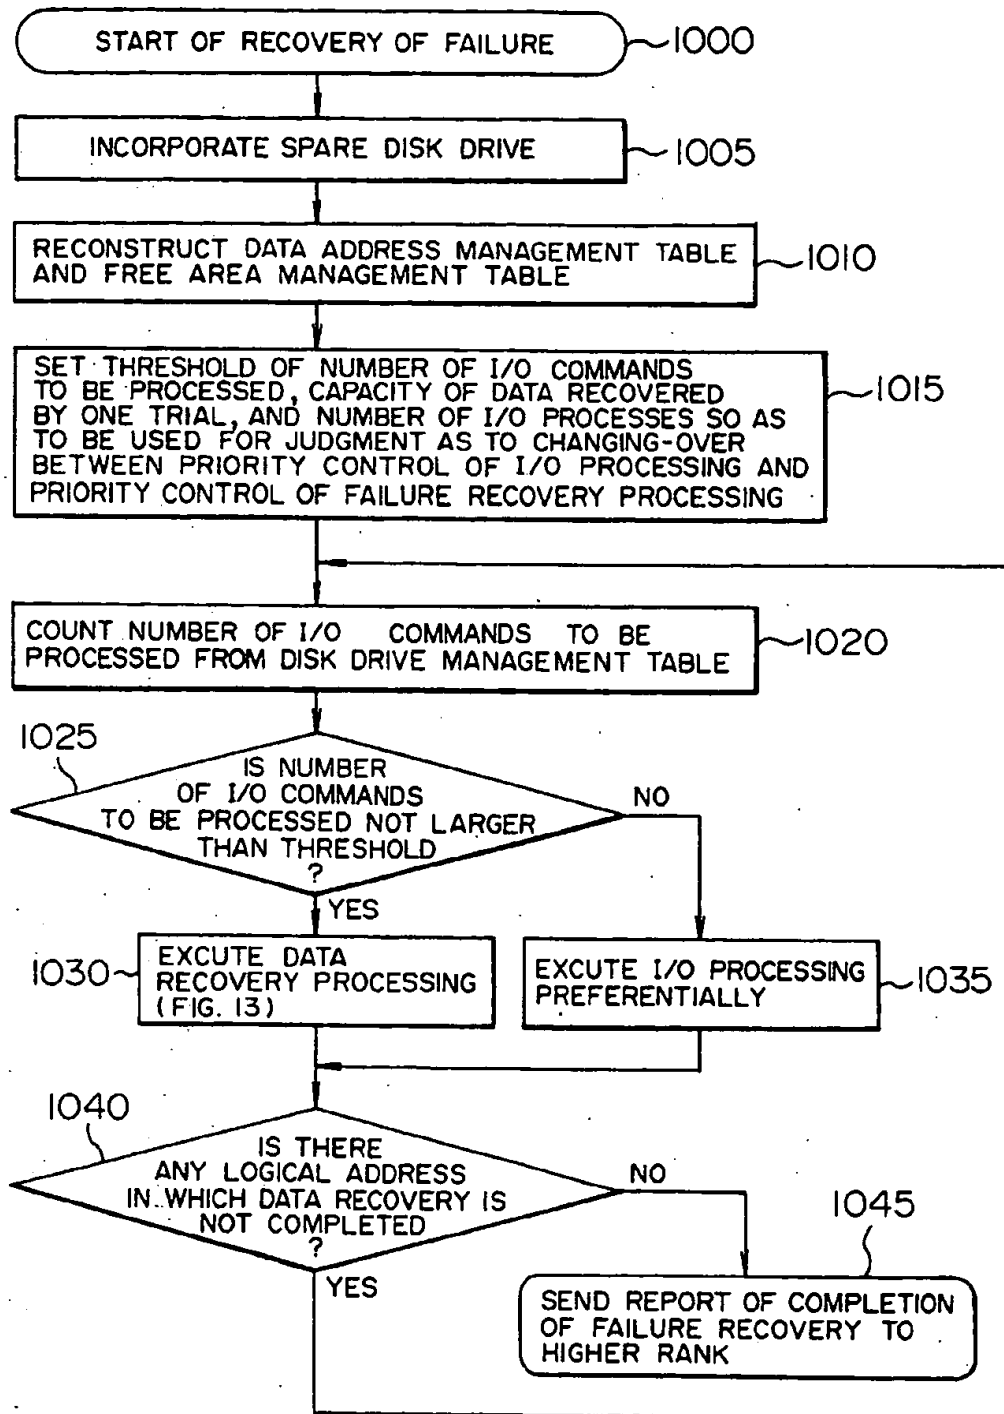 START OF RECOVERY OF FAILURE
1000
INCORPORATE SPARE DISK DRIVE
1005
RECONSTRUCT DATA ADDRESS MANAGEMENT TABLE
AND FREE AREA MANAGEMENT TABLE
1010
SET THRESHOLD OF NUMBER OF I/O COMMANDS
TO BE PROCESSED, CAPACITY OF DATA RECOVERED
BY ONE TRIAL, AND NUMBER OF I/O PROCESSES SO AS
TO BE USED FOR JUDGMENT AS TO CHANGING-OVER
BETWEEN PRIORITY CONTROL OF I/O PROCESSING AND
PRIORITY CONTROL OF FAILURE RECOVERY PROCESSING
1015
COUNT NUMBER OF I/O COMMANDS TO BE
PROCESSED FROM DISK DRIVE MANAGEMENT TABLE
1020
1025
IS NUMBER
OF I/O COMMANDS
TO BE PROCESSED NOT LARGER
THAN THRESHOLD
?
NO
YES
1030
EXCUTE DATA
RECOVERY PROCESSING
(FIG. 13)
EXCUTE I/O PROCESSING
PREFERENTIALLY
1035
1040
IS THERE
ANY LOGICAL ADDRESS
IN WHICH DATA RECOVERY IS
NOT COMPLETED
?
NO
YES
1045
SEND REPORT OF COMPLETION
OF FAILURE RECOVERY TO
HIGHER RANK